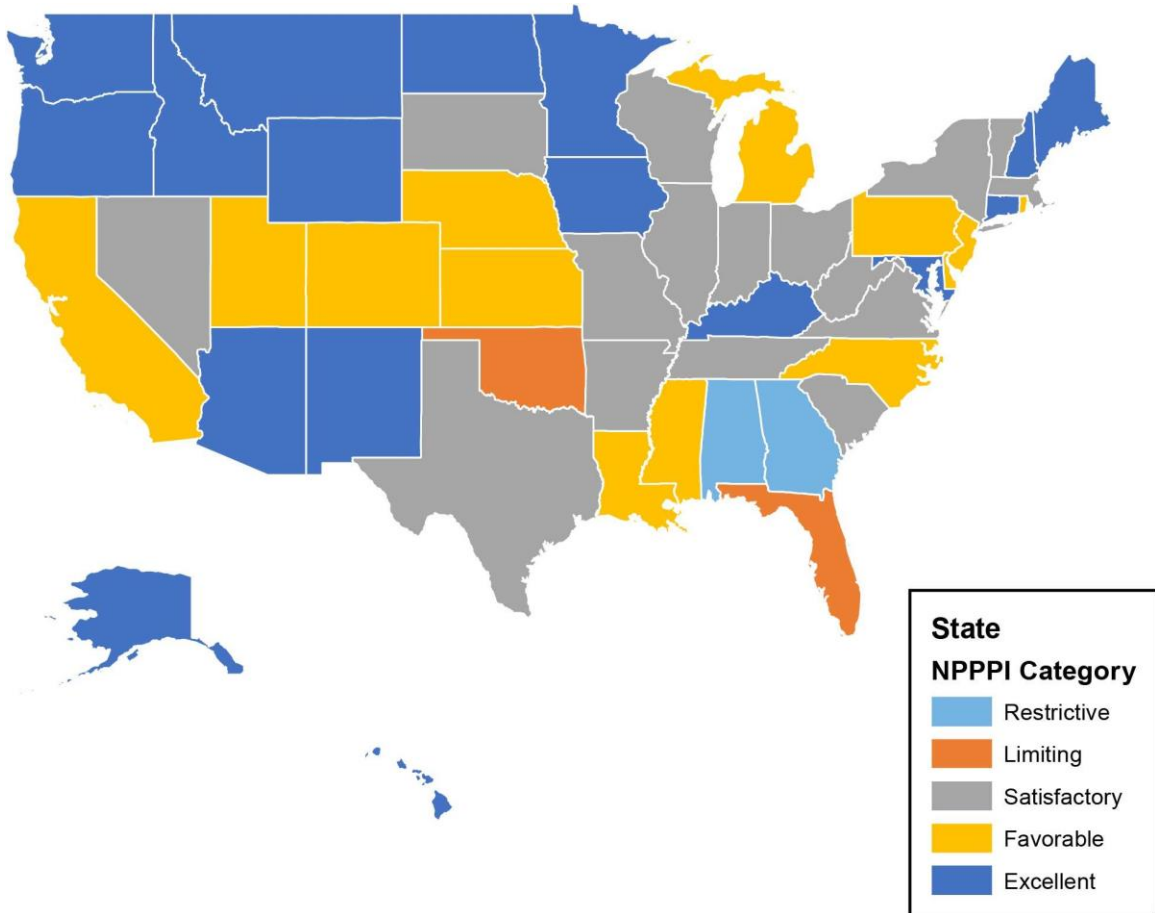 State
NPPPI Category
Restrictive
Limiting
Satisfactory
Favorable
Excellent